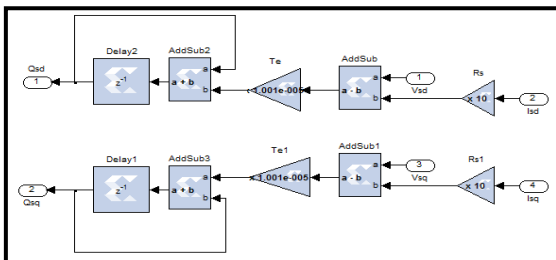 Qsd
1
Delay2
z⁻¹
AddSub2
a
a + b
b
Te
1.001e-005
AddSub
a
a - b
b
1
Vsd
Rs
x 10
2
Isd
Qsq
2
Delay1
z⁻¹
AddSub3
a
a + b
b
Te1
x 1.001e-005
AddSub1
a
a - b
b
3
Vsq
Rs1
x 10
4
Isq